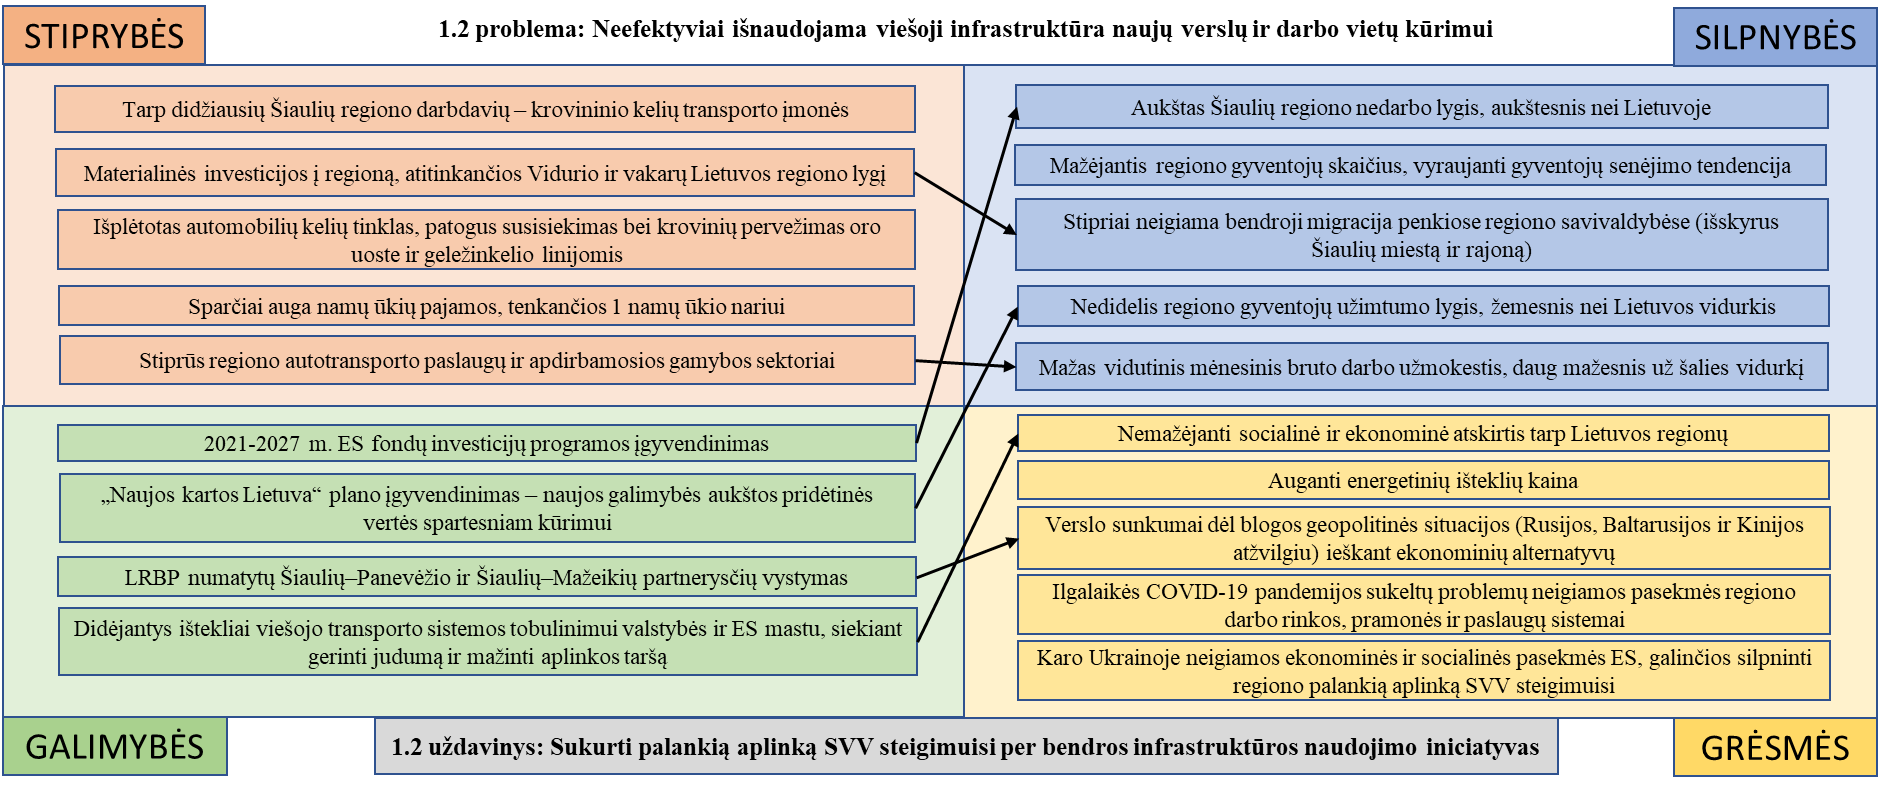 STIPRYBĖS
1.2 problema: Neefektyviai išnaudojama viešoji infrastruktūra naujų verslų ir darbo vietų kūrimui
SILPNYBĖS
Tarp didžiausių Šiaulių regiono darbdavių – krovininio kelių transporto įmonės
Materialinės investicijos į regioną, atitinkančios Vidurio ir vakarų Lietuvos regiono lygį
Išplėtotas automobilių kelių tinklas, patogus susisiekimas bei krovinių pervežimas oro
uoste ir geležinkelio linijomis
Sparčiai auga namų ūkių pajamos, tenkančios 1 namų ūkio nariui
Stiprūs regiono autotransporto paslaugų ir apdirbamosios gamybos sektoriai
Aukštas Šiaulių regiono nedarbo lygis, aukštesnis nei Lietuvoje
Mažėjantis regiono gyventojų skaičius, vyraujanti gyventojų senėjimo tendencija
Stipriai neigiama bendroji migracija penkiose regiono savivaldybėse (išskyrus
Šiaulių miestą ir rajoną)
Nedidelis regiono gyventojų užimtumo lygis, žemesnis nei Lietuvos vidurkis
Mažas vidutinis mėnesinis bruto darbo užmokestis, daug mažesnis už šalies vidurkį
2021-2027 m. ES fondų investicijų programos įgyvendinimas
„Naujos kartos Lietuva“ plano įgyvendinimas – naujos galimybės aukštos pridėtinės
vertės spartesniam kūrimui
LRBP numatytų Šiaulių–Panevėžio ir Šiaulių–Mažeikių partnerysčių vystymas
Didėjantys ištekliai viešojo transporto sistemos tobulinimui valstybės ir ES mastu, siekiant
gerinti judumą ir mažinti aplinkos taršą
Nemažėjanti socialinė ir ekonominė atskirtis tarp Lietuvos regionų
Auganti energetinių išteklių kaina
Verslo sunkumai dėl blogos geopolitinės situacijos (Rusijos, Baltarusijos ir Kinijos
atžvilgiu) ieškant ekonominių alternatyvų
Ilgalaikės COVID-19 pandemijos sukeltų problemų neigiamos pasekmės regiono
darbo rinkos, pramonės ir paslaugų sistemai
Karo Ukrainoje neigiamos ekonominės ir socialinės pasekmės ES, galinčios silpninti
regiono palankią aplinką SVV steigimuisi
GALIMYBĖS
1.2 uždavinys: Sukurti palankią aplinką SVV steigimuisi per bendros infrastruktūros naudojimo iniciatyvas
GRĖSMĖS